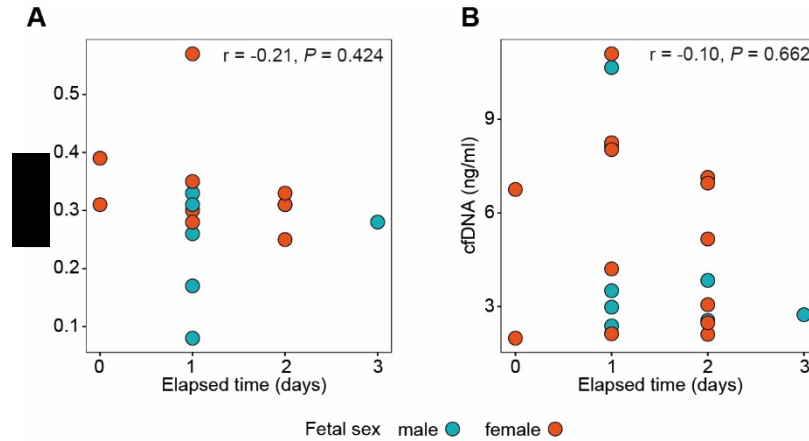 A
r = -0.21, P = 0.424
0.5
0.4
0.3
0.2
0.1
0 1 2 3
Elapsed time (days)
B
r = -0.10, P = 0.662
cfDNA (ng/ml)
9
6
3
0 1 2 3
Elapsed time (days)
Fetal sex male female